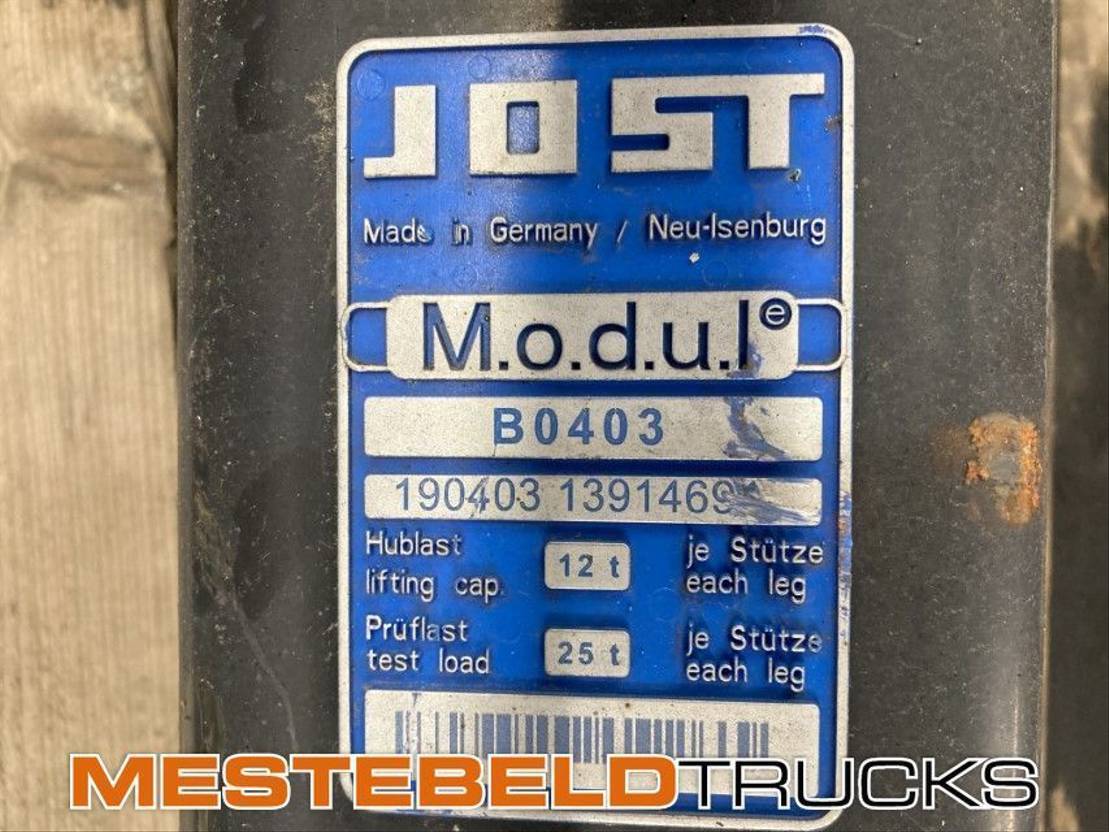 JOST
Made in Germany / Neu-Isenburg
M.o.d.u.l e
B0403
190403
Hublast 12 t je Stütze
lifting cap. each leg
Prüflast 25 t je Stütze
test load each leg
MESTEBELDTRUCKS